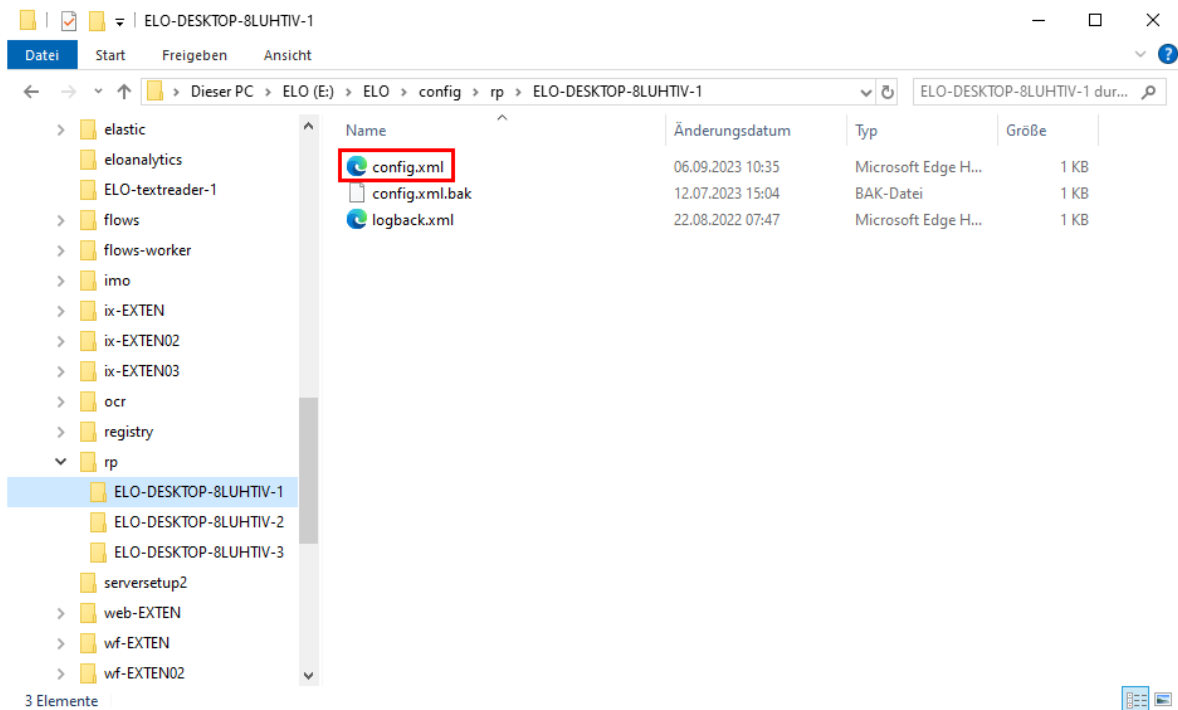 ELO-DESKTOP-8LUHTIV-1
Datei Start Freigeben Ansicht
Dieser PC > ELO (E:) > ELO > config > rp > ELO-DESKTOP-8LUHTIV-1
ELO-DESKTOP-8LUHTIV-1 dur...
elastic
eloanalytics
ELO-textreader-1
flows
flows-worker
imo
ix-EXTEN
ix-EXTEN02
ix-EXTEN03
ocr
registry
rp
ELO-DESKTOP-8LUHTIV-1
ELO-DESKTOP-8LUHTIV-2
ELO-DESKTOP-8LUHTIV-3
serversetup2
web-EXTEN
wf-EXTEN
wf-EXTEN02
Name Änderungsdatum Typ Größe
config.xml 06.09.2023 10:35 Microsoft Edge H... 1 KB
config.xml.bak 12.07.2023 15:04 BAK-Datei 1 KB
logback.xml 22.08.2022 07:47 Microsoft Edge H... 1 KB
3 Elemente